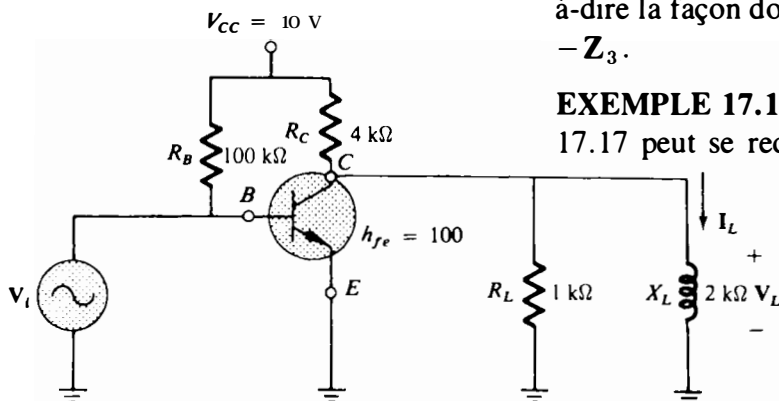 V_CC = 10 V
à-dire la façon do
−Z₃.
EXEMPLE 17.1
17.17 peut se rec
R_B
100 kΩ
R_C
4 kΩ
C
B
h_fe = 100
E
V_i
R_L
1 kΩ
X_L
2 kΩ
I_L
+
V_L
−